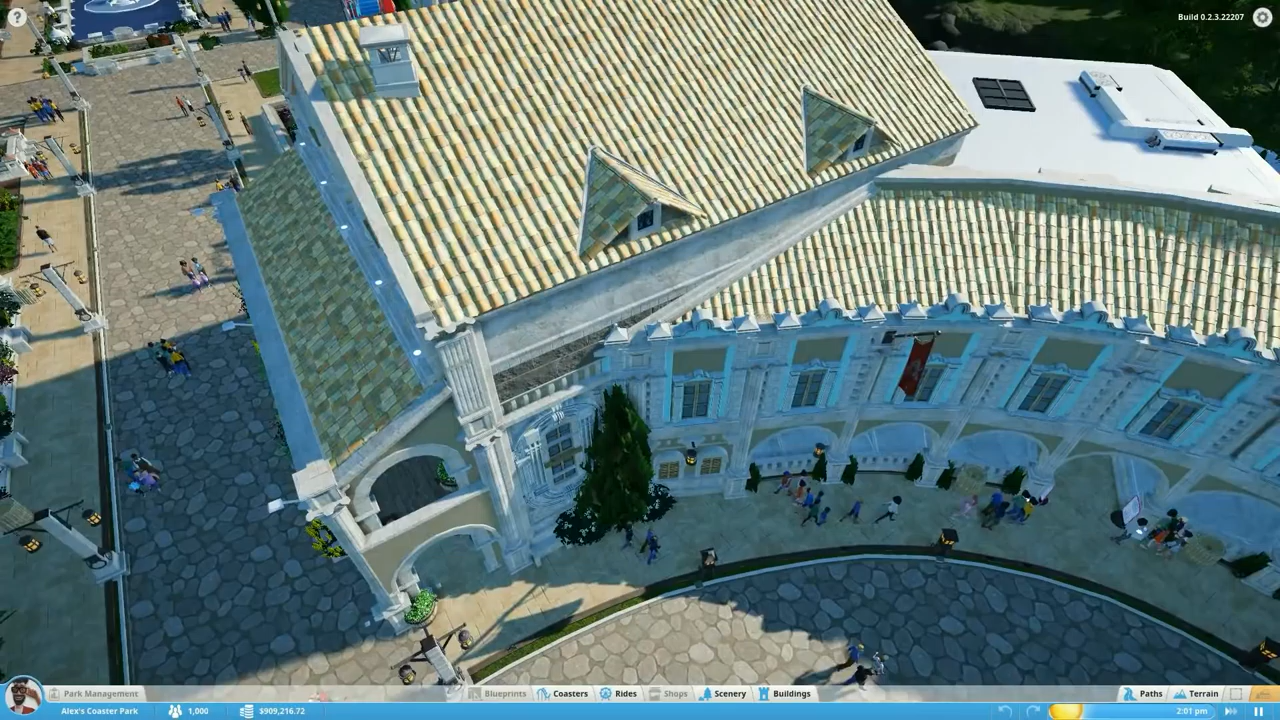 ?
Build 0.2.3.22207
Park Management
Blueprints
Coasters
Rides
Shops
Scenery
Buildings
Paths
Terrain
Alex's Coaster Park
1,000
$909,216.72
2:01 pm